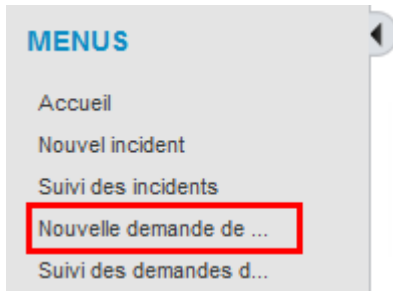 MENUS
Accueil
Nouvel incident
Suivi des incidents
Nouvelle demande de ...
Suivi des demandes d...